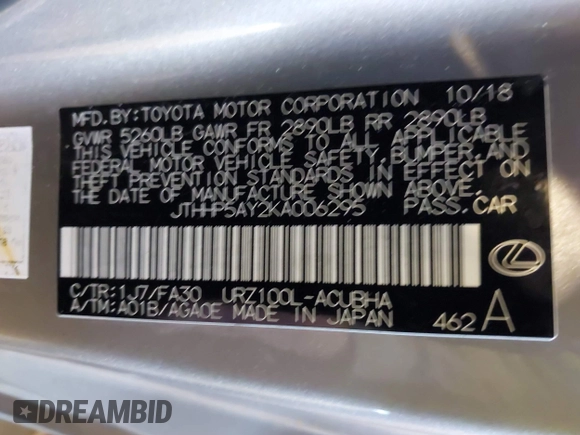 MFD.BY:TOYOTA MOTOR CORPORATION 10/18
GVWR 5260LB GAWR FR 2890LB RR 2890LB
THIS VEHICLE CONFORMS TO ALL APPLICABLE
FEDERAL MOTOR VEHICLE SAFETY, BUMPER, AND
THEFT PREVENTION STANDARDS IN EFFECT ON
THE DATE OF MANUFACTURE SHOWN ABOVE.
JTHHP5AY2KA006295 PASS.CAR
C/TR:1J7/FA30 URZ100L-ACUBHA
A/TM:A01B/AGA0E MADE IN JAPAN 462 A
DREAMBID